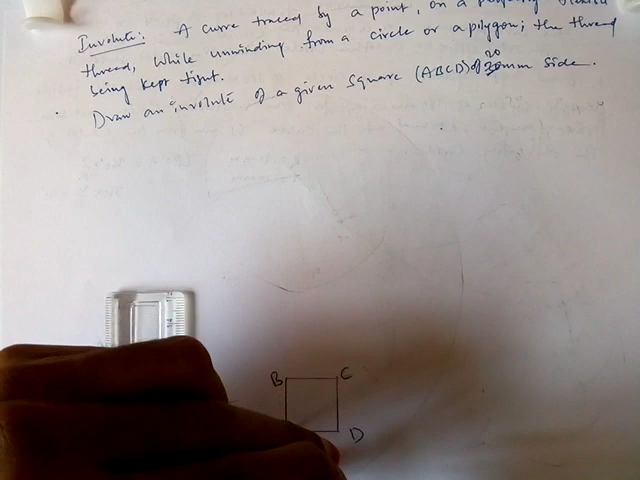 Involute: A curve traced by a point, on a
thread, while unwinding from a circle or a polygon; the thread
being kept tight.
Draw an involute of a given square (ABCD) of 20mm side.
B C
D